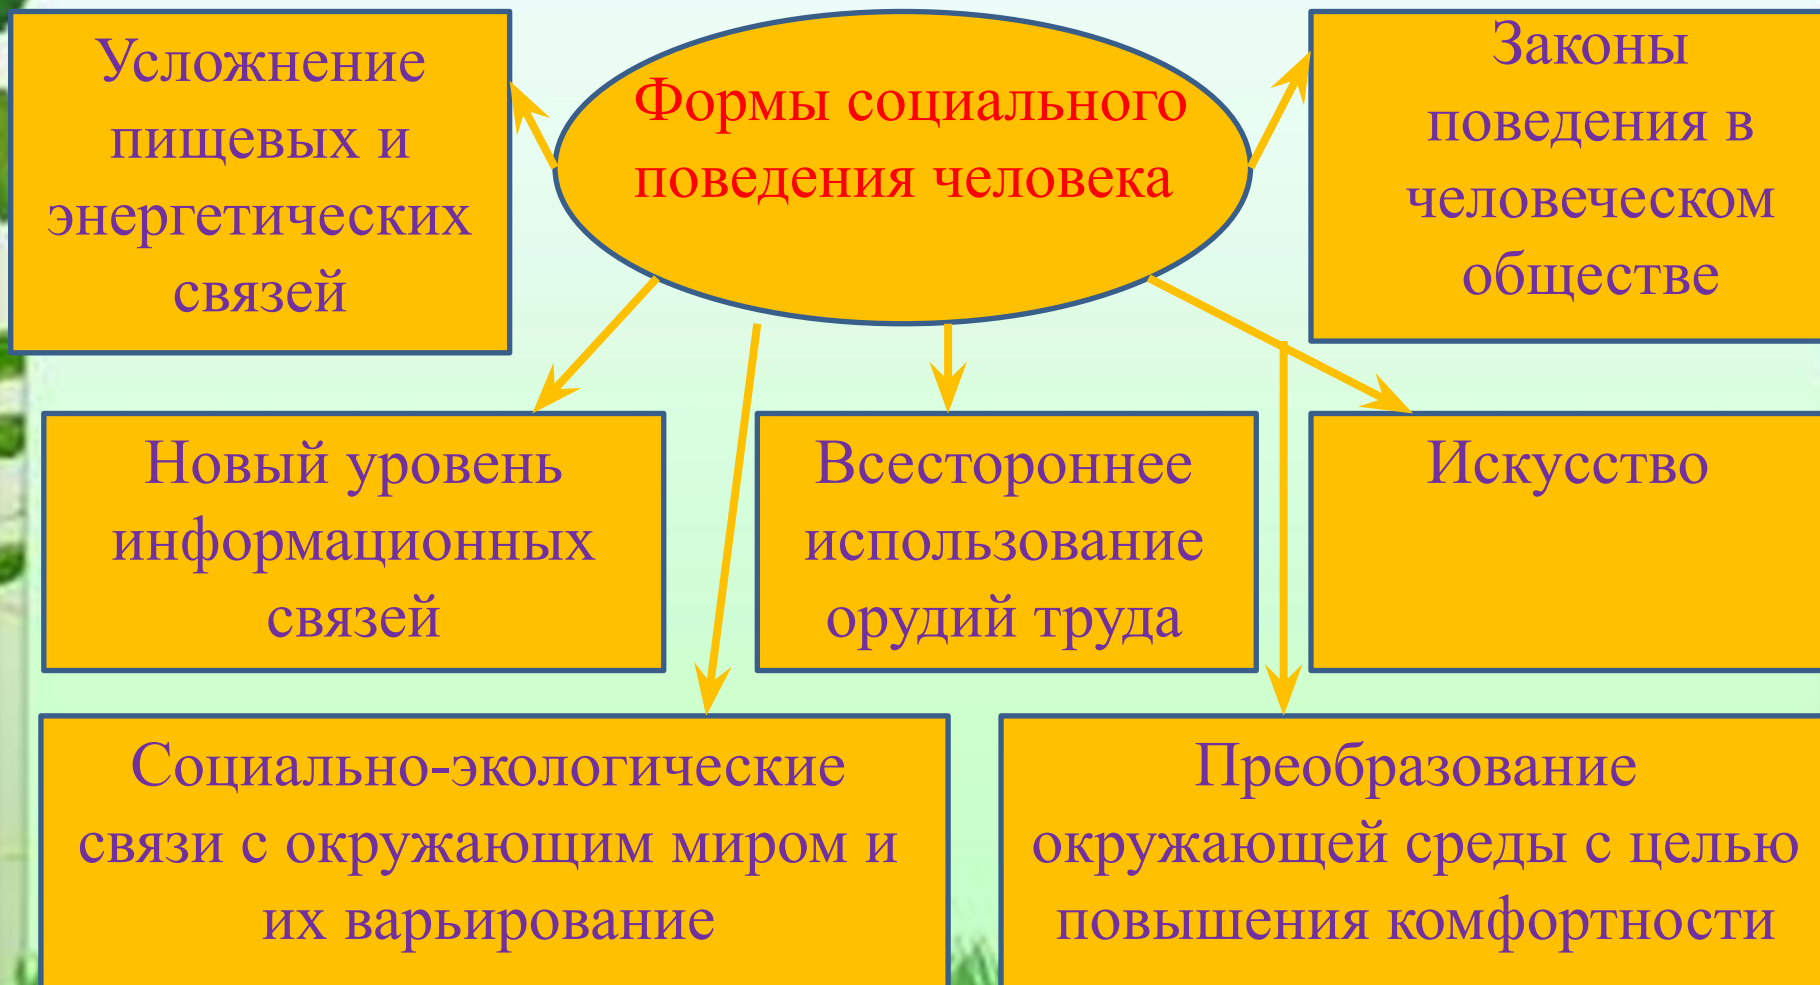 Усложнение
пищевых и
энергетических
связей
Формы социального
поведения человека
Законы
поведения в
человеческом
обществе
Новый уровень
информационных
связей
Всестороннее
использование
орудий труда
Искусство
Социально-экологические
связи с окружающим миром и
их варьирование
Преобразование
окружающей среды с целью
повышения комфортности